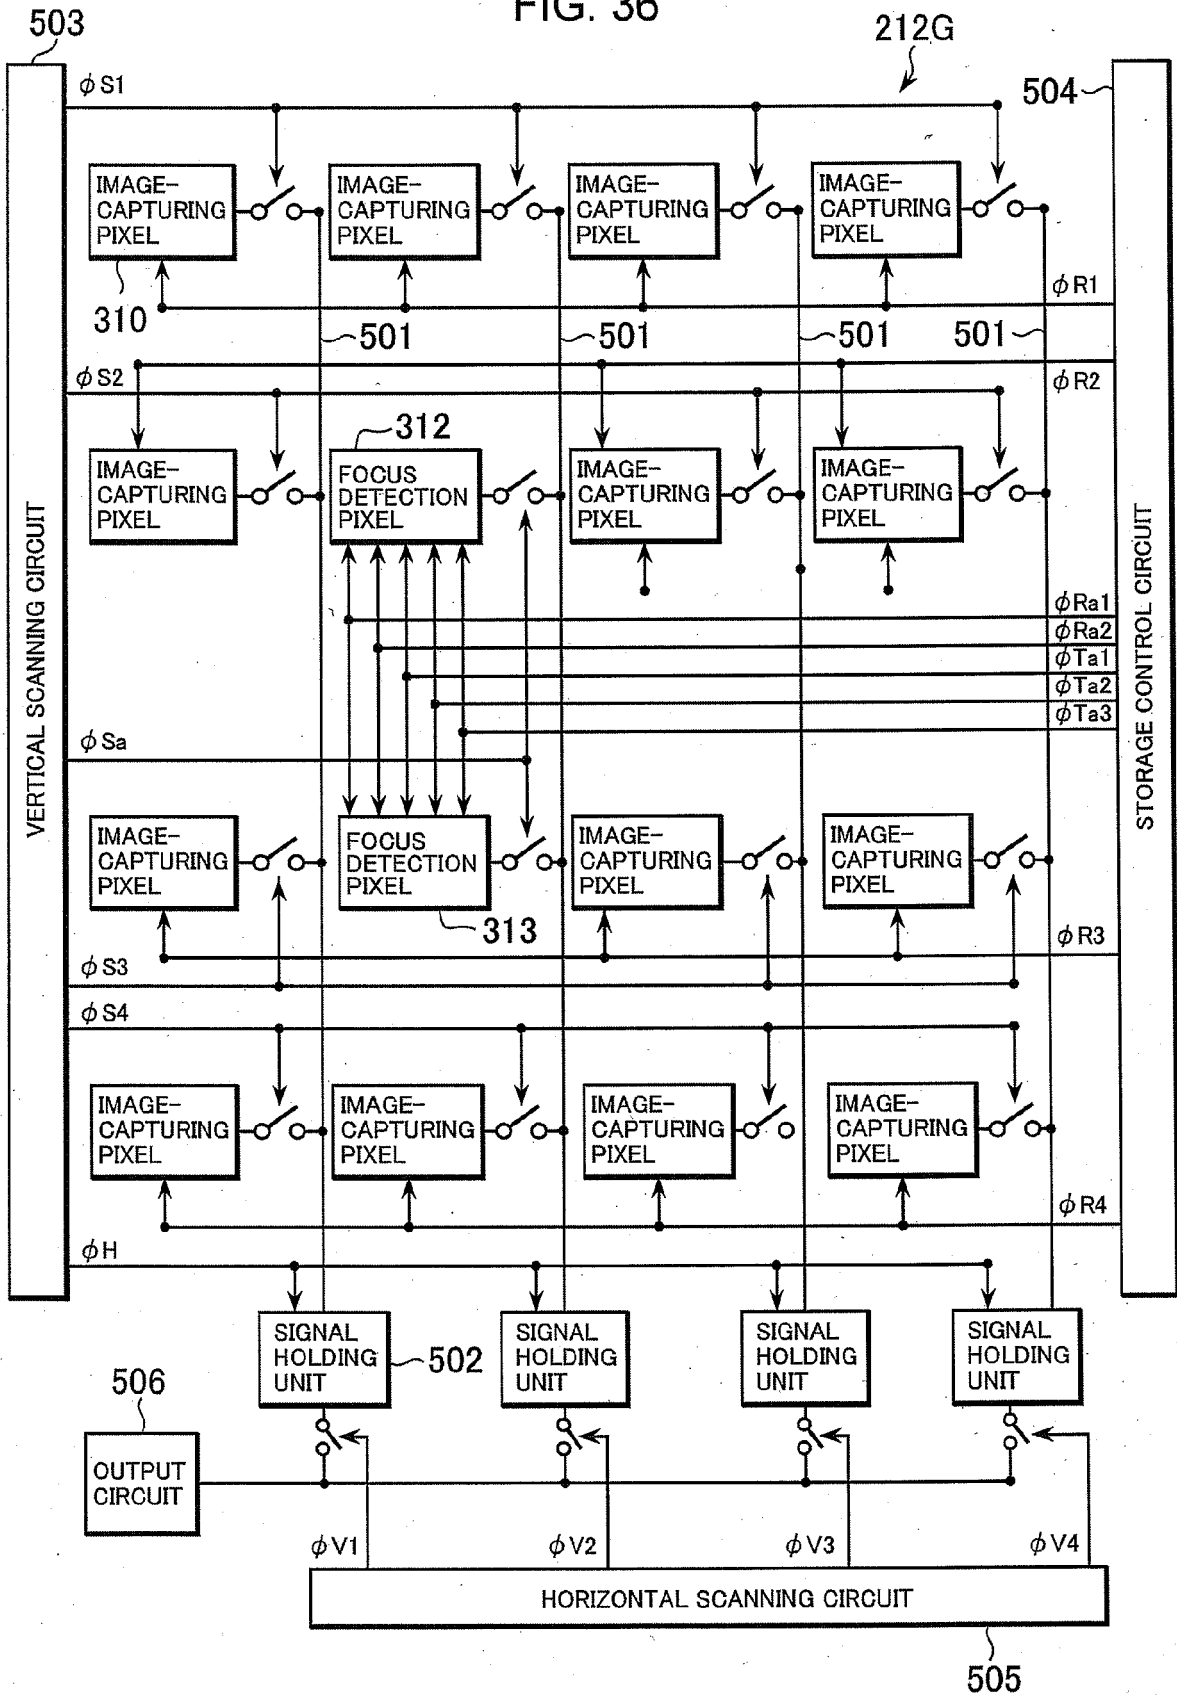 FIG. 36
503
212G
504
φS1
IMAGE-
CAPTURING
PIXEL
IMAGE-
CAPTURING
PIXEL
IMAGE-
CAPTURING
PIXEL
IMAGE-
CAPTURING
PIXEL
310
φR1
501
501
501
501
φS2
φR2
312
IMAGE-
CAPTURING
PIXEL
FOCUS
DETECTION
PIXEL
IMAGE-
CAPTURING
PIXEL
IMAGE-
CAPTURING
PIXEL
VERTICAL SCANNING CIRCUIT
STORAGE CONTROL CIRCUIT
φRa1
φRa2
φTa1
φTa2
φTa3
φSa
IMAGE-
CAPTURING
PIXEL
FOCUS
DETECTION
PIXEL
IMAGE-
CAPTURING
PIXEL
IMAGE-
CAPTURING
PIXEL
313
φR3
φS3
φS4
IMAGE-
CAPTURING
PIXEL
IMAGE-
CAPTURING
PIXEL
IMAGE-
CAPTURING
PIXEL
IMAGE-
CAPTURING
PIXEL
φR4
φH
SIGNAL
HOLDING
UNIT
502
SIGNAL
HOLDING
UNIT
SIGNAL
HOLDING
UNIT
SIGNAL
HOLDING
UNIT
506
OUTPUT
CIRCUIT
φV1
φV2
φV3
φV4
HORIZONTAL SCANNING CIRCUIT
505